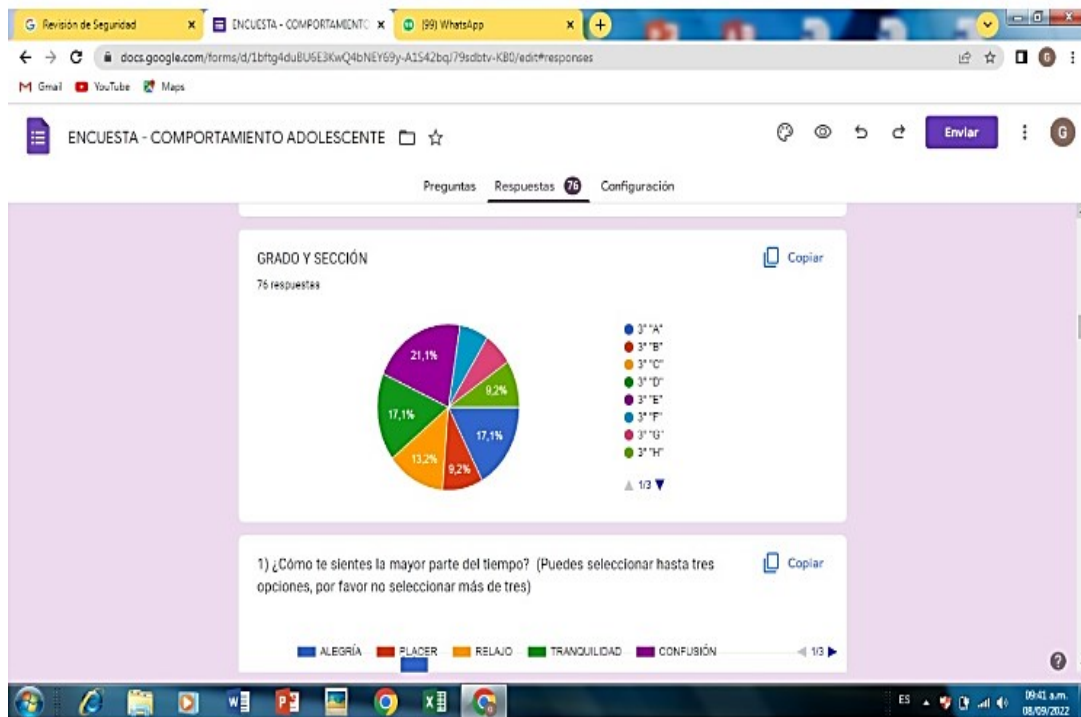 Revisión de Seguridad
ENCUESTA - COMPORTAMIENTO
(99) WhatsApp
docs.google.com/forms/d/1bftg4duBU6E3KwQ4bNEY69y-A1S42bqJ79sdbtv-KB0/edit#responses
Gmail YouTube Maps
ENCUESTA - COMPORTAMIENTO ADOLESCENTE
Enviar
G
Preguntas Respuestas 76 Configuración
GRADO Y SECCIÓN
Copiar
76 respuestas
21,1%
17,1%
13,2%
9,2%
17,1%
9,2%
3° "A"
3° "B"
3° "C"
3° "D"
3° "E"
3° "F"
3° "G"
3° "H"
1/3
1) ¿Cómo te sientes la mayor parte del tiempo? (Puedes seleccionar hasta tres
opciones, por favor no seleccionar más de tres)
Copiar
ALEGRÍA PLACER RELAJO TRANQUILIDAD CONFUSIÓN 1/3
ES
09:41 a.m.
08/09/2022